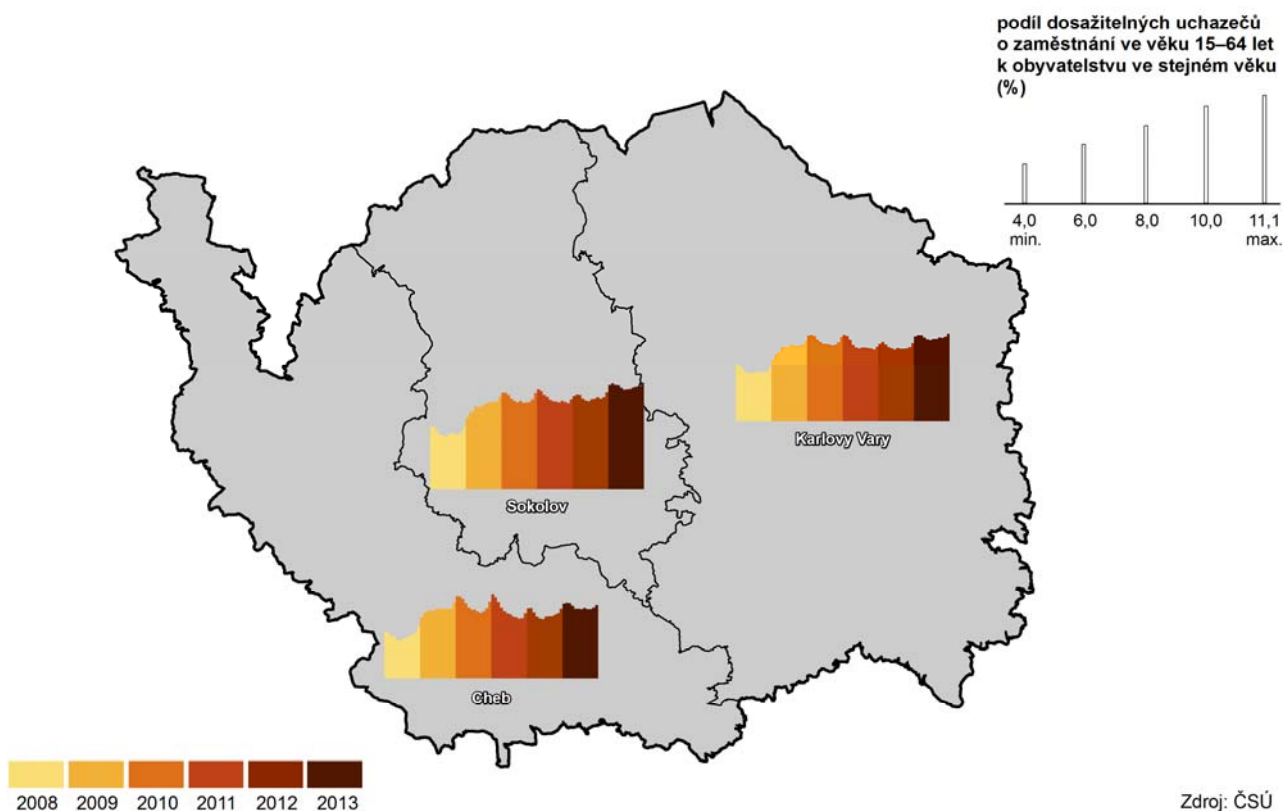 podíl dosažitelných uchazečů
o zaměstnání ve věku 15–64 let
k obyvatelstvu ve stejném věku
(%)
4,0 6,0 8,0 10,0 11,1
min. max.
Karlovy Vary
Sokolov
Cheb
2008 2009 2010 2011 2012 2013
Zdroj: ČSÚ